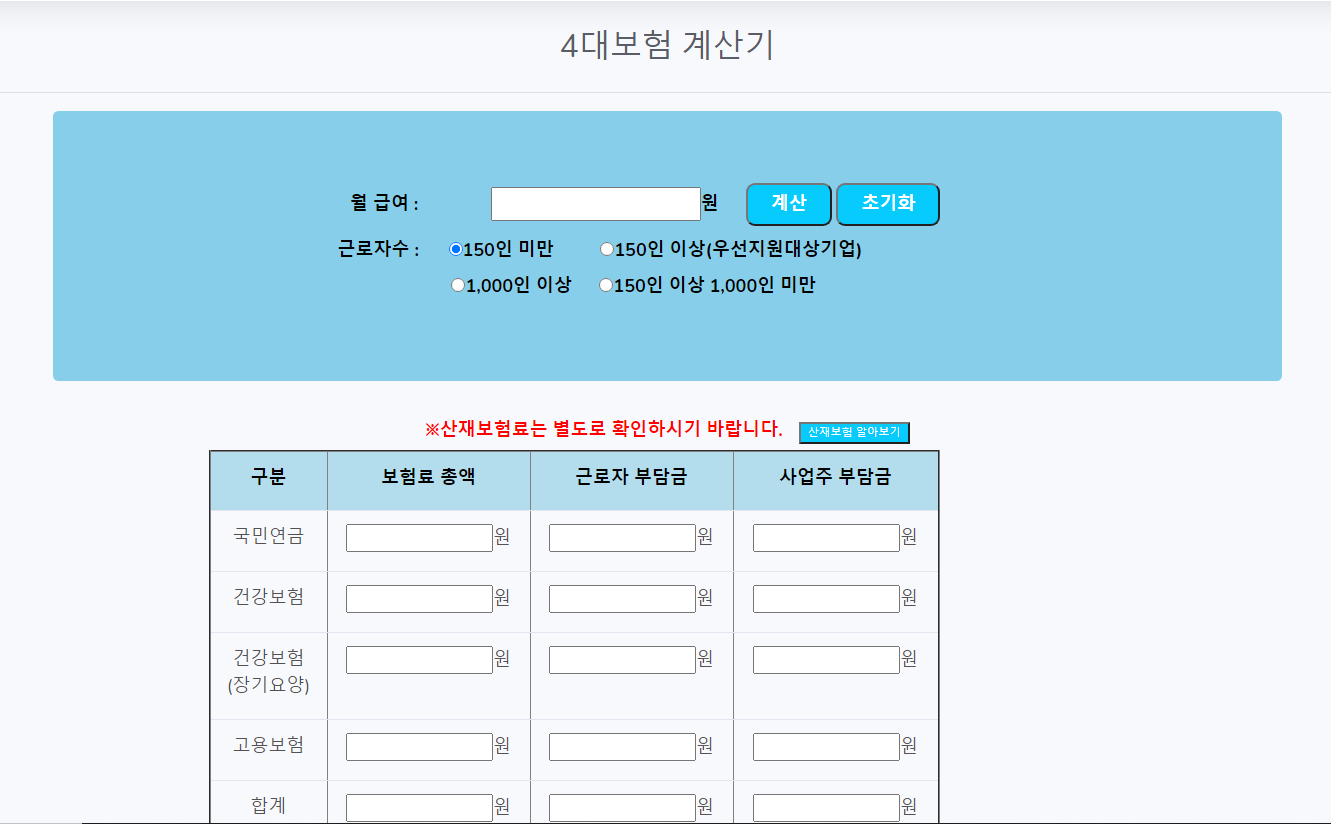 4대보험 계산기
월 급여 : 원 계산 초기화
근로자수 : 150인 미만 150인 이상(우선지원대상기업)
1,000인 이상 150인 이상 1,000인 미만
※산재보험료는 별도로 확인하시기 바랍니다. 산재보험 알아보기
구분 보험료 총액 근로자 부담금 사업주 부담금
국민연금 원 원 원
건강보험 원 원 원
건강보험 원 원 원
(장기요양)
고용보험 원 원 원
합계 원 원 원